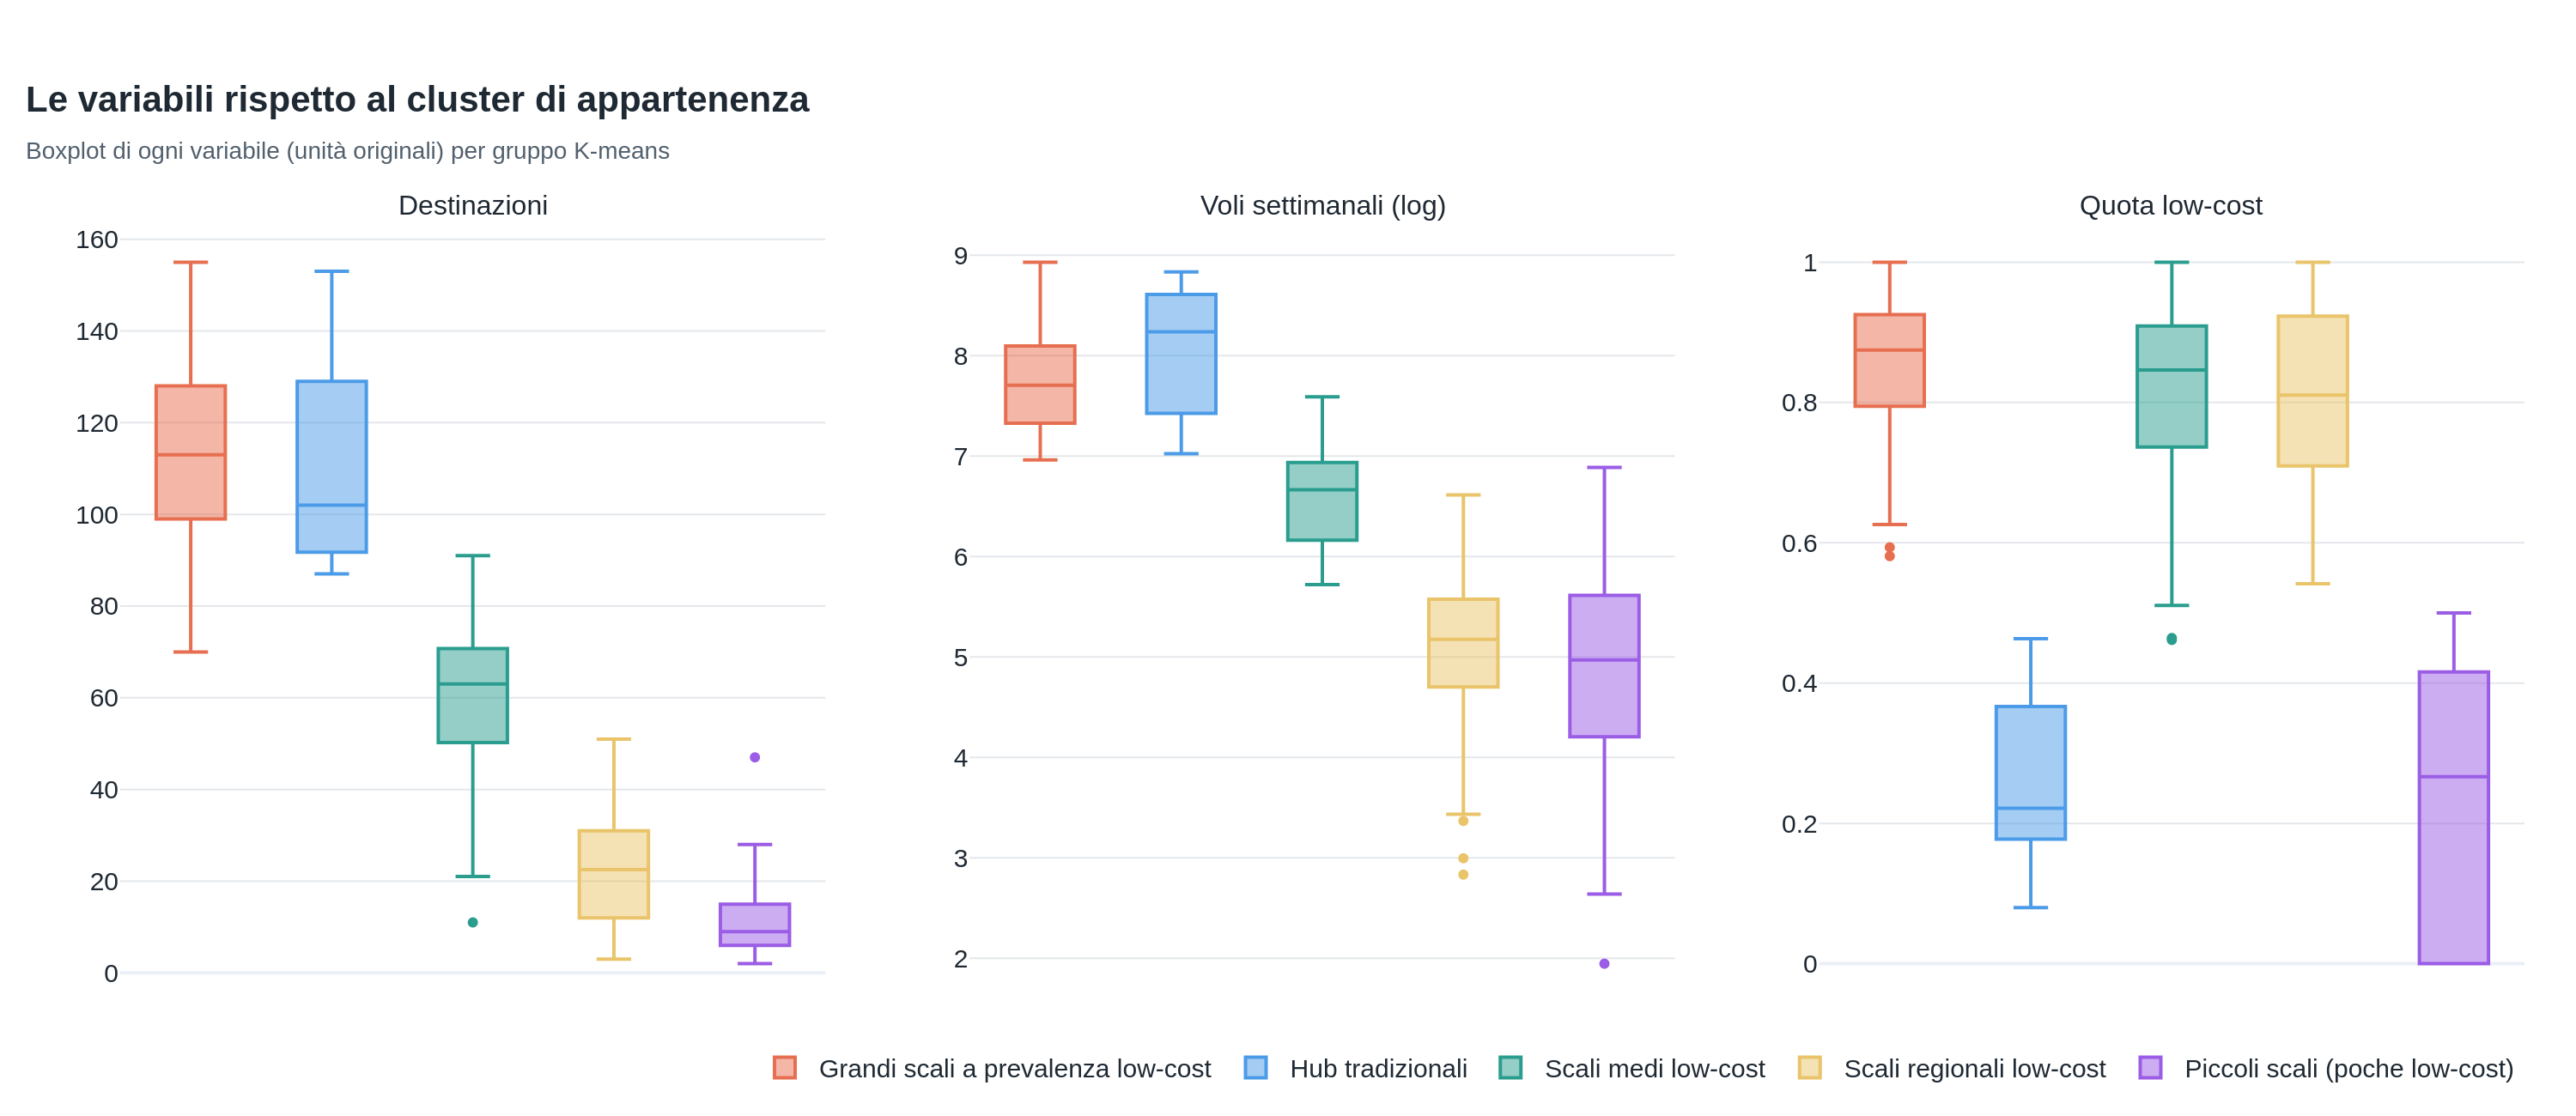 Le variabili rispetto al cluster di appartenenza
Boxplot di ogni variabile (unità originali) per gruppo K-means
Destinazioni
160
140
120
100
80
60
40
20
0
Voli settimanali (log)
9
8
7
6
5
4
3
2
Quota low-cost
1
0.8
0.6
0.4
0.2
0
Grandi scali a prevalenza low-cost
Hub tradizionali
Scali medi low-cost
Scali regionali low-cost
Piccoli scali (poche low-cost)